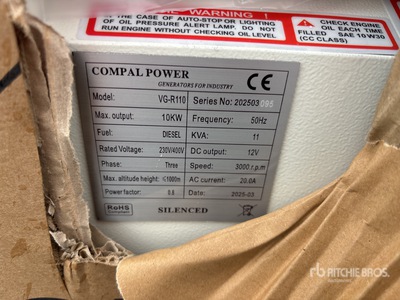 WARNING !
IN THE CASE OF AUTO-STOP OR LIGHTING
OF OIL PRESSURE ALERT LAMP. DO NOT
RUN ENGINE WITHOUT CHECKING OIL LEVEL
CHECK ENGINE
OIL EACH TIME
FILLED SAE 10W30
(CC CLASS)
COMPAL POWER
GENERATORS FOR INDUSTRY
CE
Model: VG-R110 Series No: 202503095
Max. output: 10KW Frequency: 50Hz
Fuel: DIESEL KVA: 11
Rated Voltage: 230V/400V DC output: 12V
Phase: Three Speed: 3000 r.p.m
Max. altitude height: ≤1000m AC current: 20.0A
Power factor: 0.8 Date: 2025-03
RoHS SILENCED
rb RITCHIE BROS.